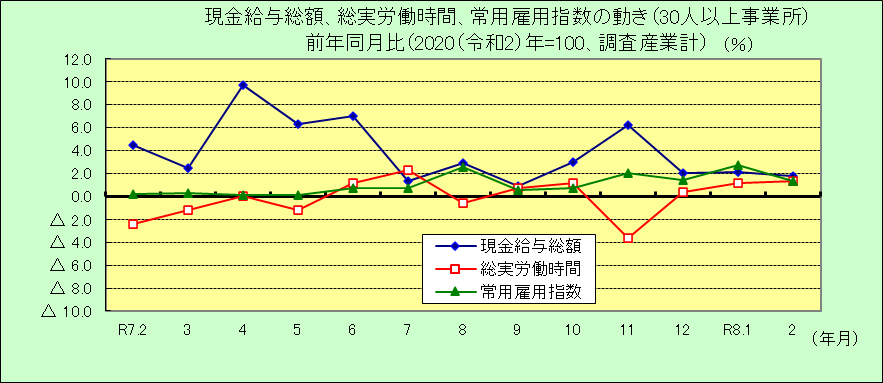 現金給与総額、総実労働時間、常用雇用指数の動き(30人以上事業所)
前年同月比(2020(令和2)年=100、調査産業計) (%)
12.0
10.0
8.0
6.0
4.0
2.0
0.0
△ 2.0
△ 4.0
△ 6.0
△ 8.0
△ 10.0
現金給与総額
総実労働時間
常用雇用指数
R7.2 3 4 5 6 7 8 9 10 11 12 R8.1 2 (年月)